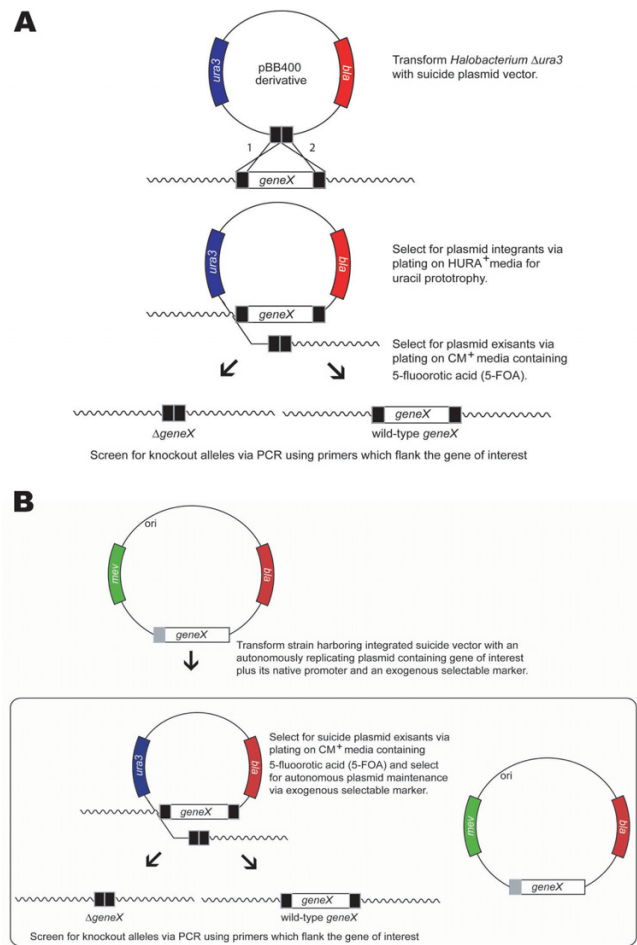 A
ura3
pBB400
derivative
bla
Transform Halobacterium Δura3
with suicide plasmid vector.
1
2
geneX
ura3
bla
Select for plasmid integrants via
plating on HURA+ media for
uracil prototrophy.
geneX
Select for plasmid exisants via
plating on CM+ media containing
5-fluoorotic acid (5-FOA).
geneX
ΔgeneX
wild-type geneX
Screen for knockout alleles via PCR using primers which flank the gene of interest
B
ori
mev
bla
geneX
Transform strain harboring integrated suicide vector with an
autonomously replicating plasmid containing gene of interest
plus its native promoter and an exogenous selectable marker.
ura3
bla
Select for suicide plasmid exisants via
plating on CM+ media containing
5-fluoorotic acid (5-FOA) and select
for autonomous plasmid maintenance
via exogenous selectable marker.
geneX
ori
mev
bla
geneX
geneX
ΔgeneX
wild-type geneX
Screen for knockout alleles via PCR using primers which flank the gene of interest